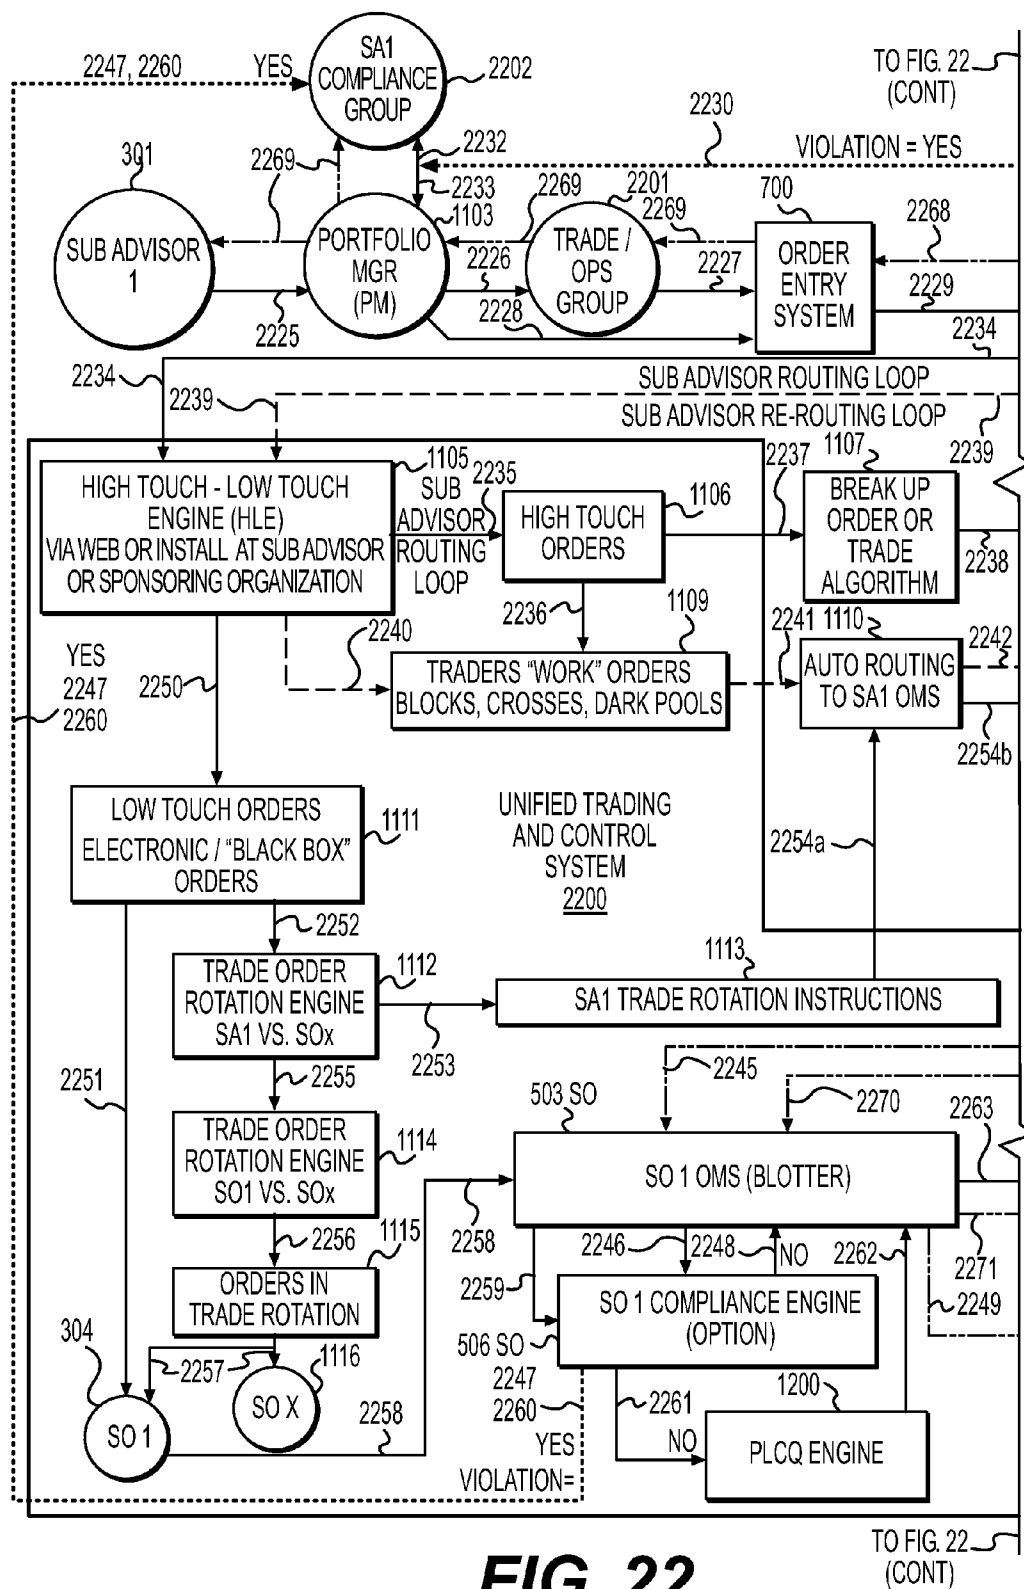 2247, 2260
YES
SA1
COMPLIANCE
GROUP
2202
TO FIG. 22
(CONT)
2230
VIOLATION = YES
301
2269
2232
2233
1103
2269
2201
2269
700
2268
SUB ADVISOR
1
PORTFOLIO
MGR
(PM)
TRADE /
OPS
GROUP
ORDER
ENTRY
SYSTEM
2225
2226
2228
2227
2229
2234
2234
2239
SUB ADVISOR ROUTING LOOP
SUB ADVISOR RE-ROUTING LOOP
2239
1105
HIGH TOUCH - LOW TOUCH
ENGINE (HLE)
VIA WEB OR INSTALL AT SUB ADVISOR
OR SPONSORING ORGANIZATION
2235
SUB
ADVISOR
ROUTING
LOOP
1106
HIGH TOUCH
ORDERS
2237
1107
BREAK UP
ORDER OR
TRADE
ALGORITHM
2238
2236
1109
2240
2241
1110
2242
YES
2247
2260
2250
TRADERS “WORK” ORDERS
BLOCKS, CROSSES, DARK POOLS
AUTO ROUTING
TO SA1 OMS
2254b
LOW TOUCH ORDERS
ELECTRONIC / “BLACK BOX”
ORDERS
1111
UNIFIED TRADING
AND CONTROL
SYSTEM
2200
2254a
2252
TRADE ORDER
ROTATION ENGINE
SA1 VS. SOx
1112
2253
1113
SA1 TRADE ROTATION INSTRUCTIONS
2251
2255
2245
2270
503 SO
2263
TRADE ORDER
ROTATION ENGINE
SO1 VS. SOx
1114
SO 1 OMS (BLOTTER)
2256
1115
2258
2259
2246
2248
NO
2262
2271
2249
ORDERS IN
TRADE ROTATION
SO 1 COMPLIANCE ENGINE
(OPTION)
304
2257
1116
506 SO
2247
2260
1200
SO 1
SO X
2258
2261
YES
NO
PLCQ ENGINE
VIOLATION=
TO FIG. 22
(CONT)
FIG. 22